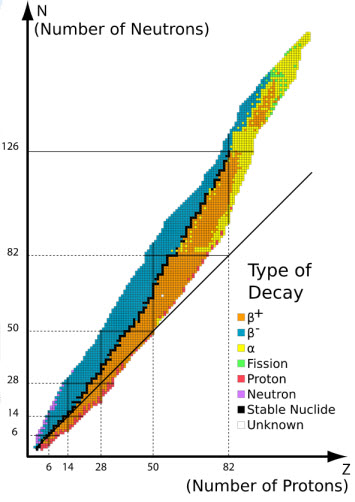 N
(Number of Neutrons)
126
82
50
28
14
6
Type of
Decay
β+
β-
α
Fission
Proton
Neutron
Stable Nuclide
Unknown
6 14 28 50 82 Z
(Number of Protons)